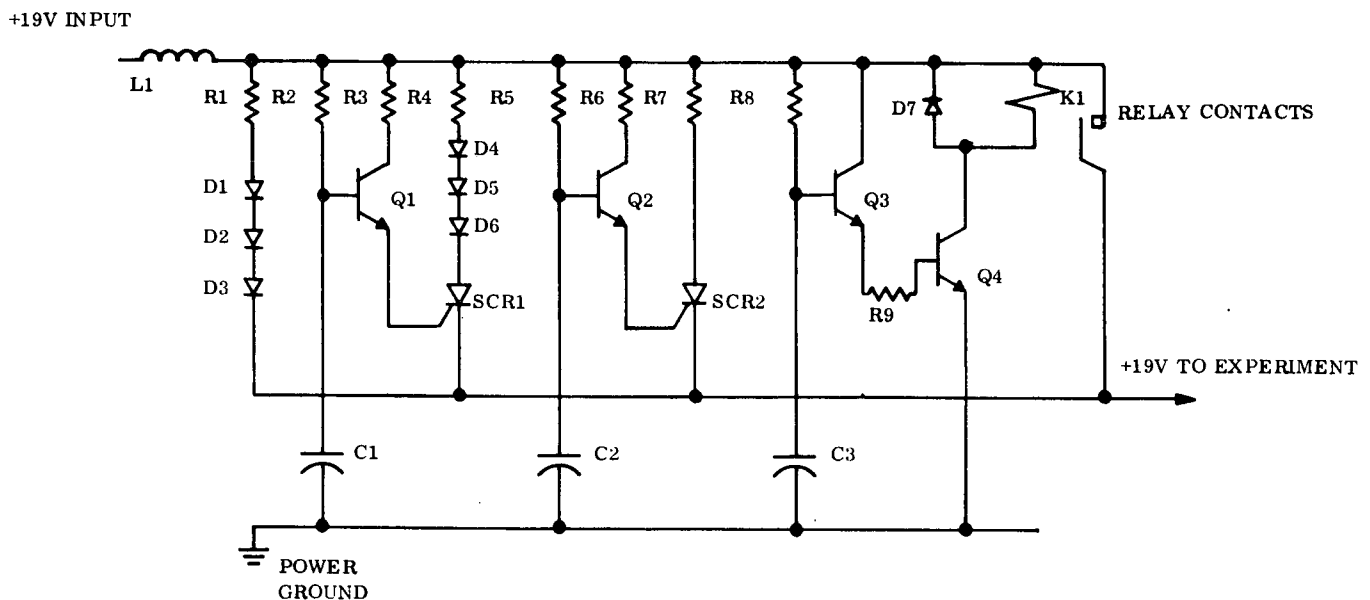 +19V INPUT
L1
R1
R2
R3
R4
R5
R6
R7
R8
D7
K1
RELAY CONTACTS
D4
D1
D5
Q1
Q2
Q3
D2
D6
D3
SCR1
SCR2
Q4
R9
+19V TO EXPERIMENT
C1
C2
C3
POWER
GROUND